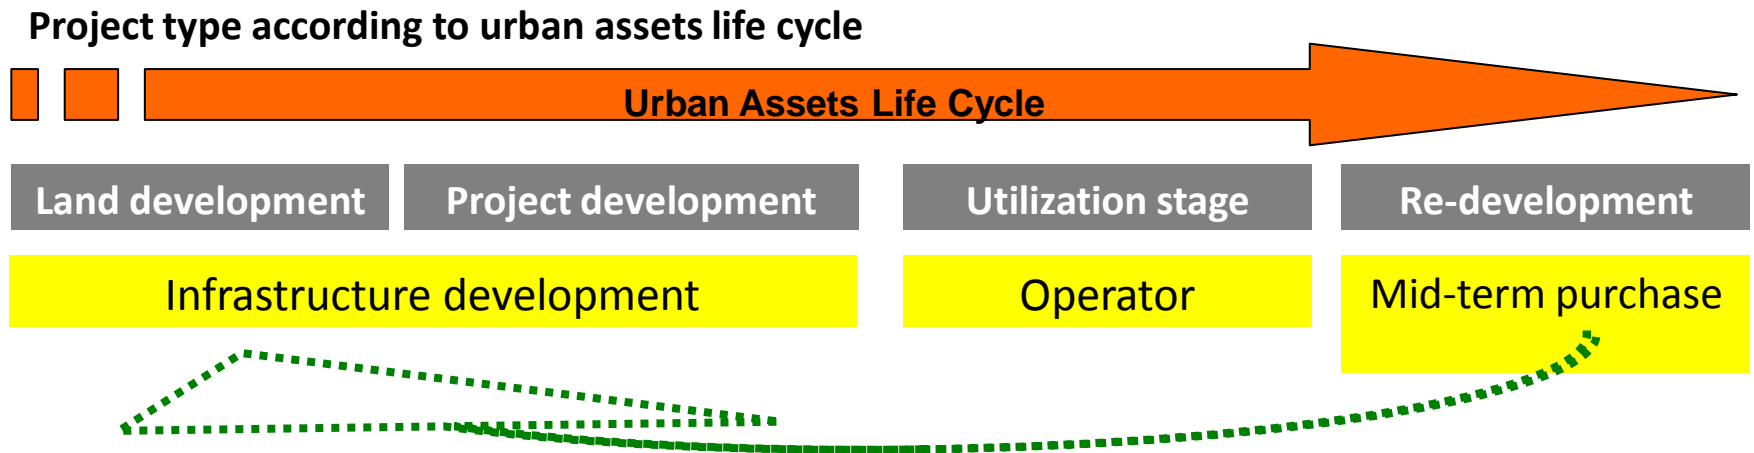 Project type according to urban assets life cycle
Urban Assets Life Cycle
Land development
Project development
Utilization stage
Re-development
Infrastructure development
Operator
Mid-term purchase